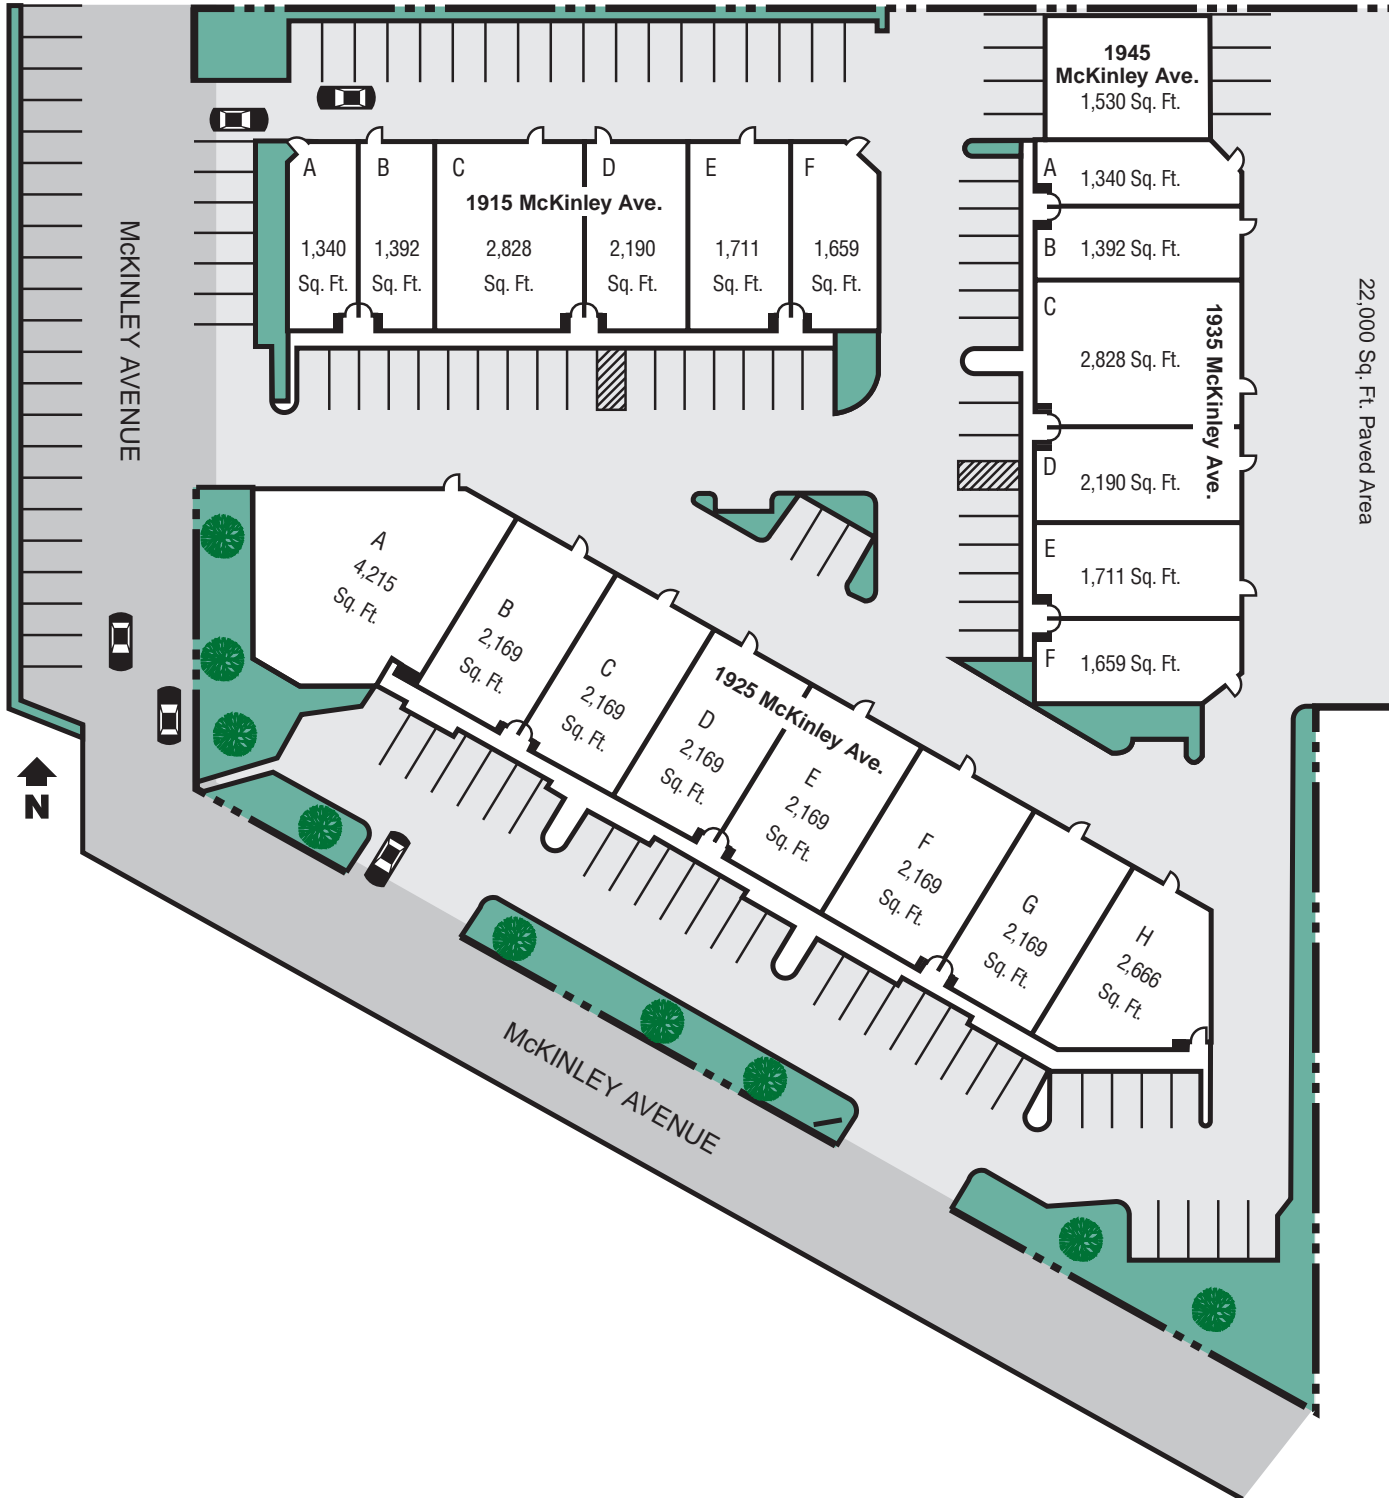 1945
McKinley Ave.
1,530 Sq. Ft.
A
1,340 Sq. Ft.
B
1,392 Sq. Ft.
C
2,828 Sq. Ft.
1935 McKinley Ave.
D
2,190 Sq. Ft.
E
1,711 Sq. Ft.
F
1,659 Sq. Ft.
22,000 Sq. Ft. Paved Area
A B C D E F
1915 McKinley Ave.
1,340 1,392 2,828 2,190 1,711 1,659
Sq. Ft. Sq. Ft. Sq. Ft. Sq. Ft. Sq. Ft. Sq. Ft.
McKINLEY AVENUE
A
4,215
Sq. Ft.
B
2,169
Sq. Ft.
C
2,169
Sq. Ft.
1925 McKinley Ave.
D
2,169
Sq. Ft.
E
2,169
Sq. Ft.
F
2,169
Sq. Ft.
G
2,169
Sq. Ft.
H
2,666
Sq. Ft.
N
McKINLEY AVENUE